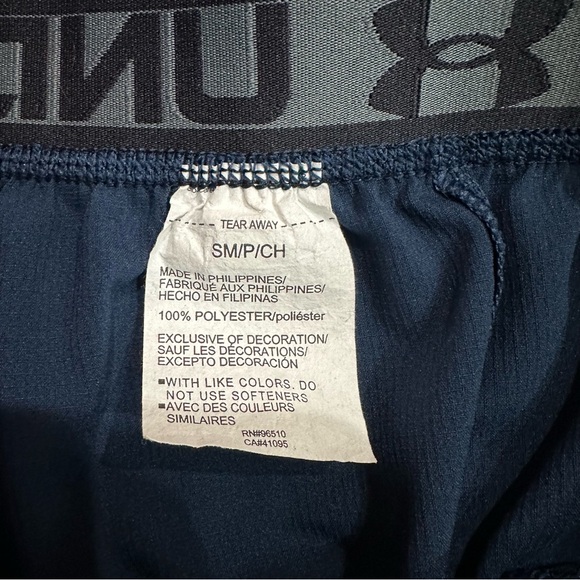 UND
TEAR AWAY
SM/P/CH
MADE IN PHILIPPINES/
FABRIQUÉ AUX PHILIPPINES/
HECHO EN FILIPINAS
100% POLYESTER/poliéster
EXCLUSIVE OF DECORATION/
SAUF LES DÉCORATIONS/
EXCEPTO DECORACIÓN
▪WITH LIKE COLORS. DO
NOT USE SOFTENERS
▪AVEC DES COULEURS
SIMILAIRES
RN#96510
CA#41095